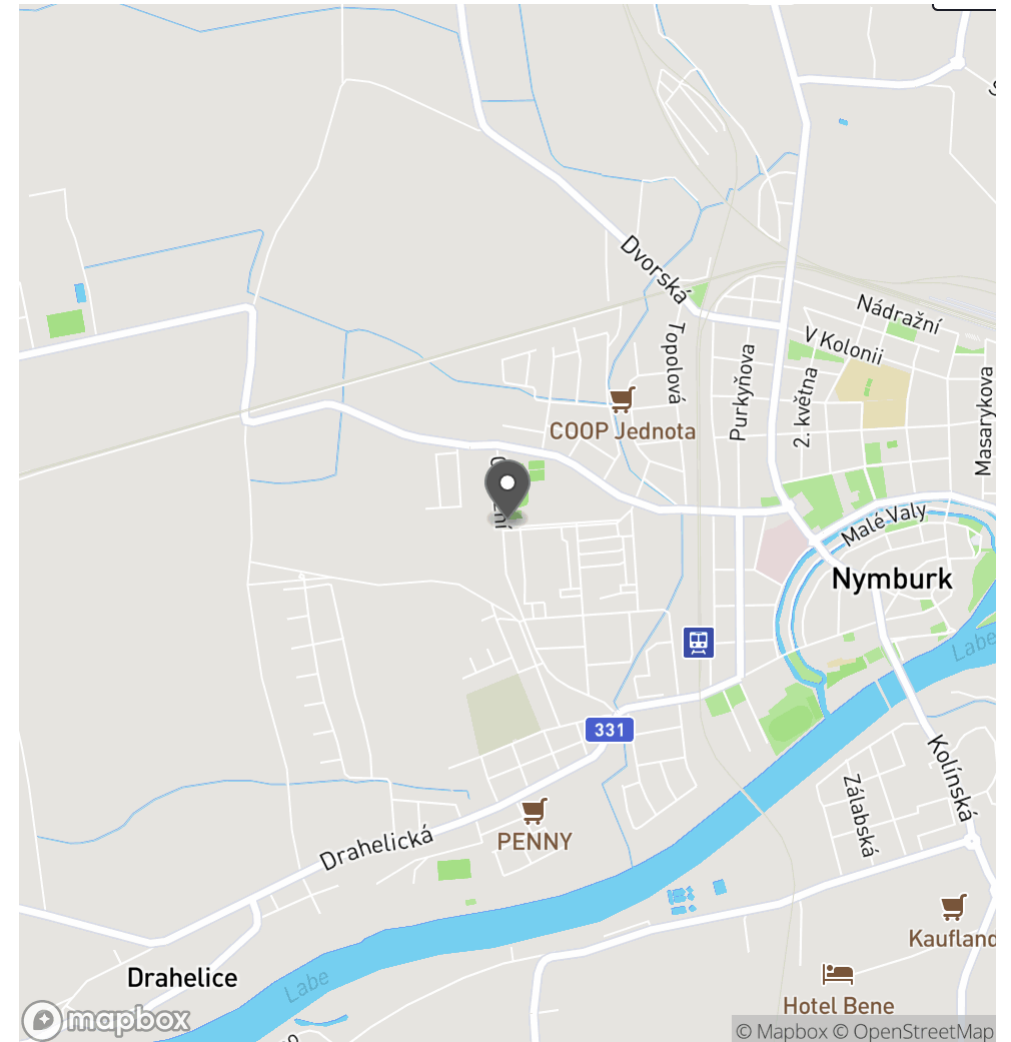 Dvorská
Nádražní
V Kolonii
Topolová
Purkyňova
2. května
Masarykova
COOP Jednota
Malé Valy
Nymburk
Labe
331
Kolínská
Zálabská
PENNY
Drahelická
Kaufland
Drahelice
Labe
Hotel Bene
mapbox
© Mapbox © OpenStreetMap